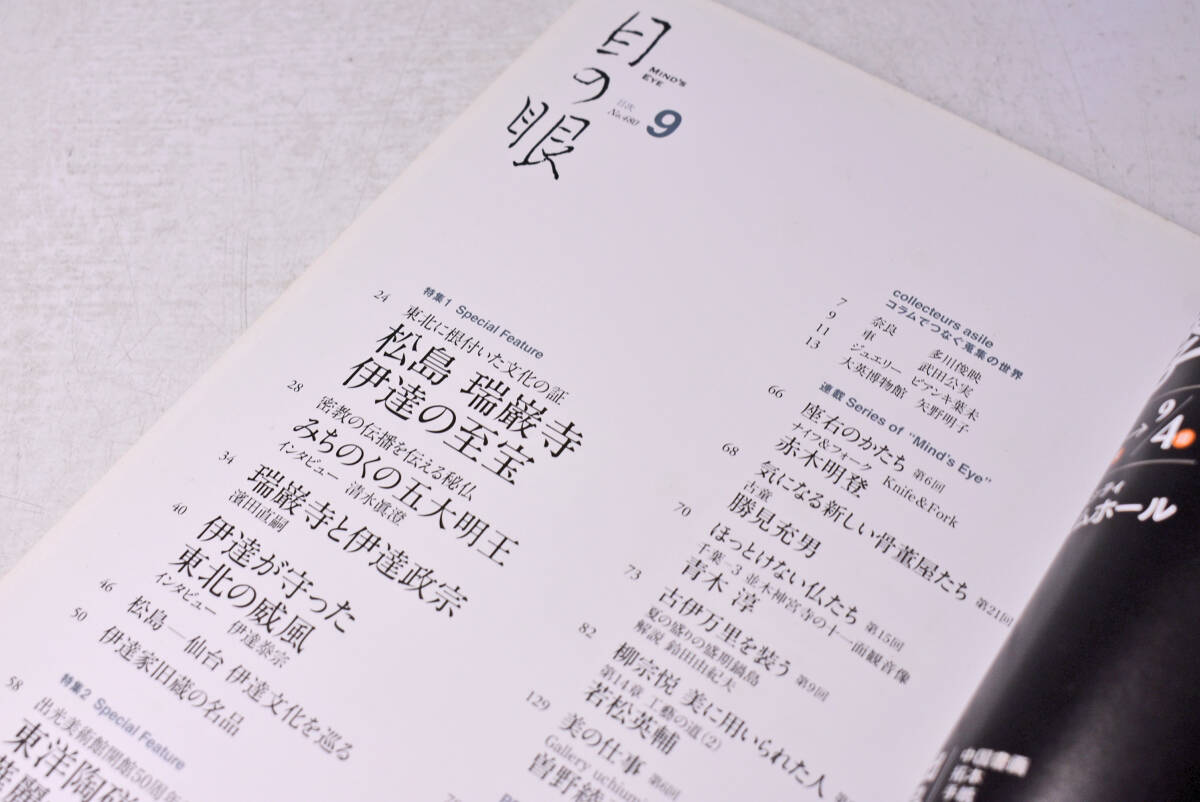 目の眼
MIND's
EYE
目次
No.480
9
特集1 Special Feature
24
東北に根付いた文化の証
松島 瑞巌寺
伊達の至宝
28
密教の伝播を伝える秘仏
みちのくの五大明王
インタビュー 清水眞澄
34
瑞巌寺と伊達政宗
濱田直嗣
40
伊達が守った
東北の威風
インタビュー 伊達泰宗
46
松島―仙台 伊達文化を巡る
50
伊達家旧蔵の名品
特集2 Special Feature
58
出光美術館開館50周年
東洋陶磁
華麗
collecteurs asile
コラムでつなぐ蒐集の世界
7 奈良 多川俊映
9 車 武田公実
11 ジュエリー ビアンキ葉未
13 大英博物館 矢野明子
連載 Series of "Mind's Eye"
66
座右のかたち 第6回
ナイフ&フォーク Knife&Fork
赤木明登
68
気になる新しい骨董屋たち 第21回
古童
勝見充男
70
ほっとけない仏たち 第15回
千葉―3 並木神宮寺の十一面観音像
青木 淳
73
古伊万里を装う 第9回
夏の盛りの盛明鍋島
解説 鈴田由紀夫
82
柳宗悦 美に用いられた人
第14章 工藝の道(2)
若松英輔
129
美の仕事 第6回
Gallery uchiumi
曽野綾
9/4
ホール
中国書画